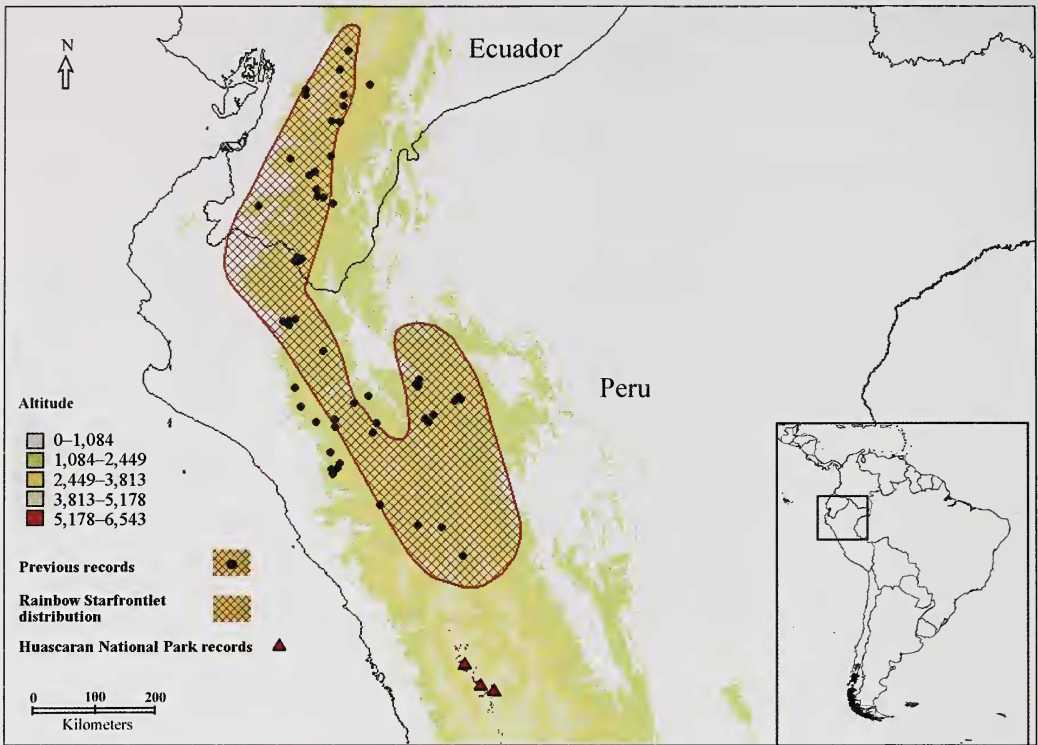 N
Ecuador
Peru
Altitude
0–1,084
1,084–2,449
2,449–3,813
3,813–5,178
5,178–6,543
Previous records
Rainbow Starfrontlet
distribution
Huascaran National Park records
0 100 200
Kilometers